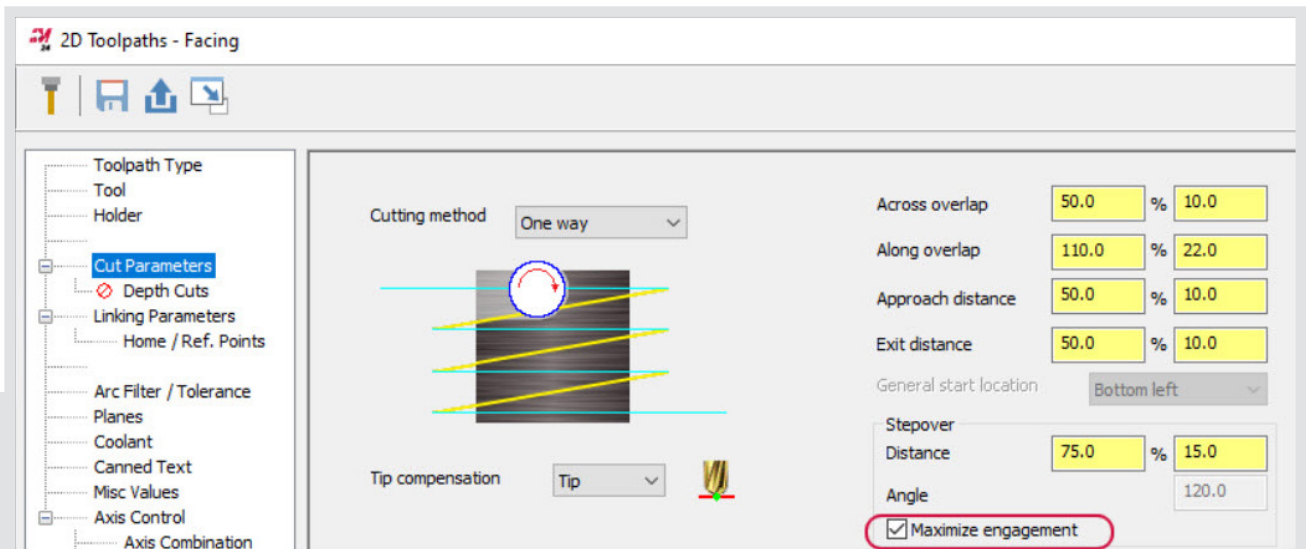 2D Toolpaths - Facing
Toolpath Type
Tool
Holder
Cut Parameters
Depth Cuts
Linking Parameters
Home / Ref. Points
Arc Filter / Tolerance
Planes
Coolant
Canned Text
Misc Values
Axis Control
Axis Combination
Cutting method One way
Tip compensation Tip
Across overlap 50.0 % 10.0
Along overlap 110.0 % 22.0
Approach distance 50.0 % 10.0
Exit distance 50.0 % 10.0
General start location Bottom left
Stepover
Distance 75.0 % 15.0
Angle 120.0
Maximize engagement